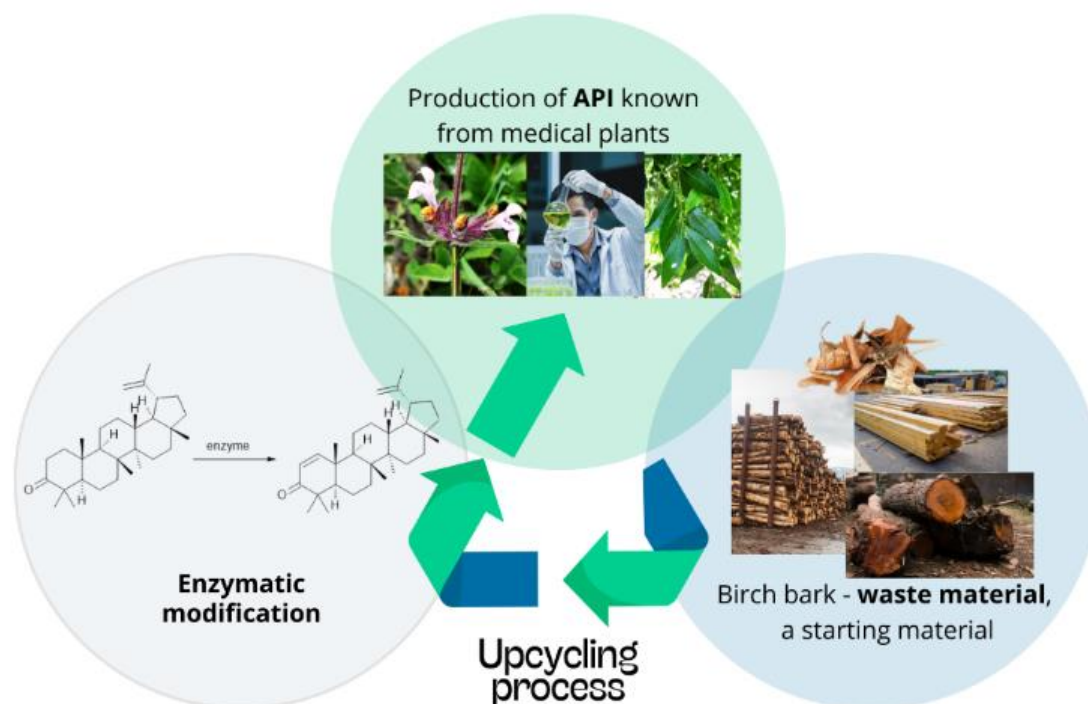 Production of API known
from medical plants
enzyme
H
H
H
H
O
H
H
H
H
O
Enzymatic
modification
Birch bark - waste material,
a starting material
Upcycling
process